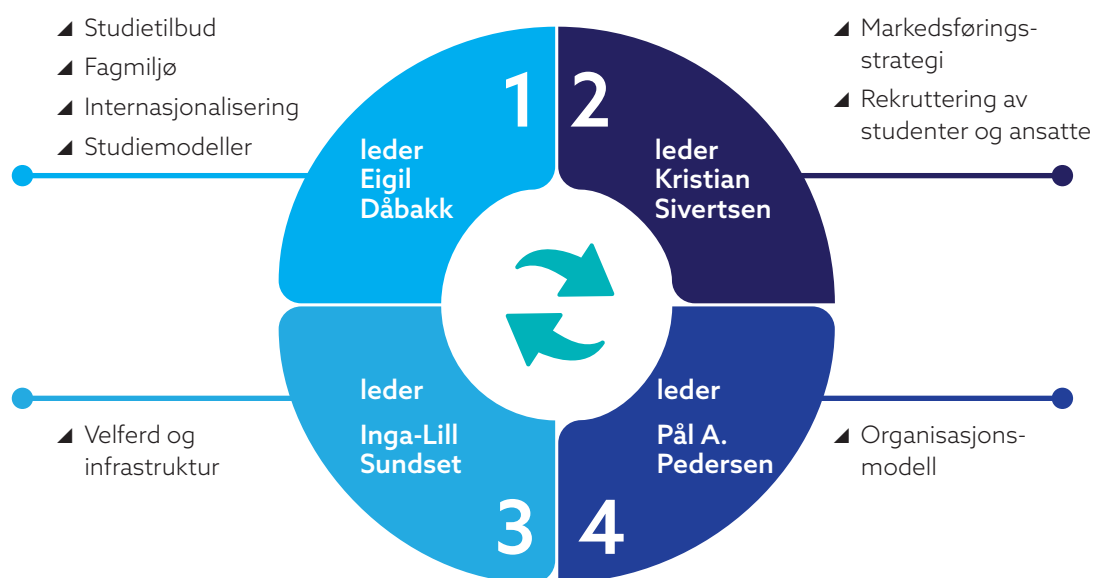 Studietilbud
Fagmiljø
Internasjonalisering
Studiemodeller
1
leder
Eigil
Dåbakk
2
leder
Kristian
Sivertsen
Markedsførings-
strategi
Rekruttering av
studenter og ansatte
leder
Inga-Lill
Sundset
3
Velferd og
infrastruktur
leder
Pål A.
Pedersen
4
Organisasjons-
modell